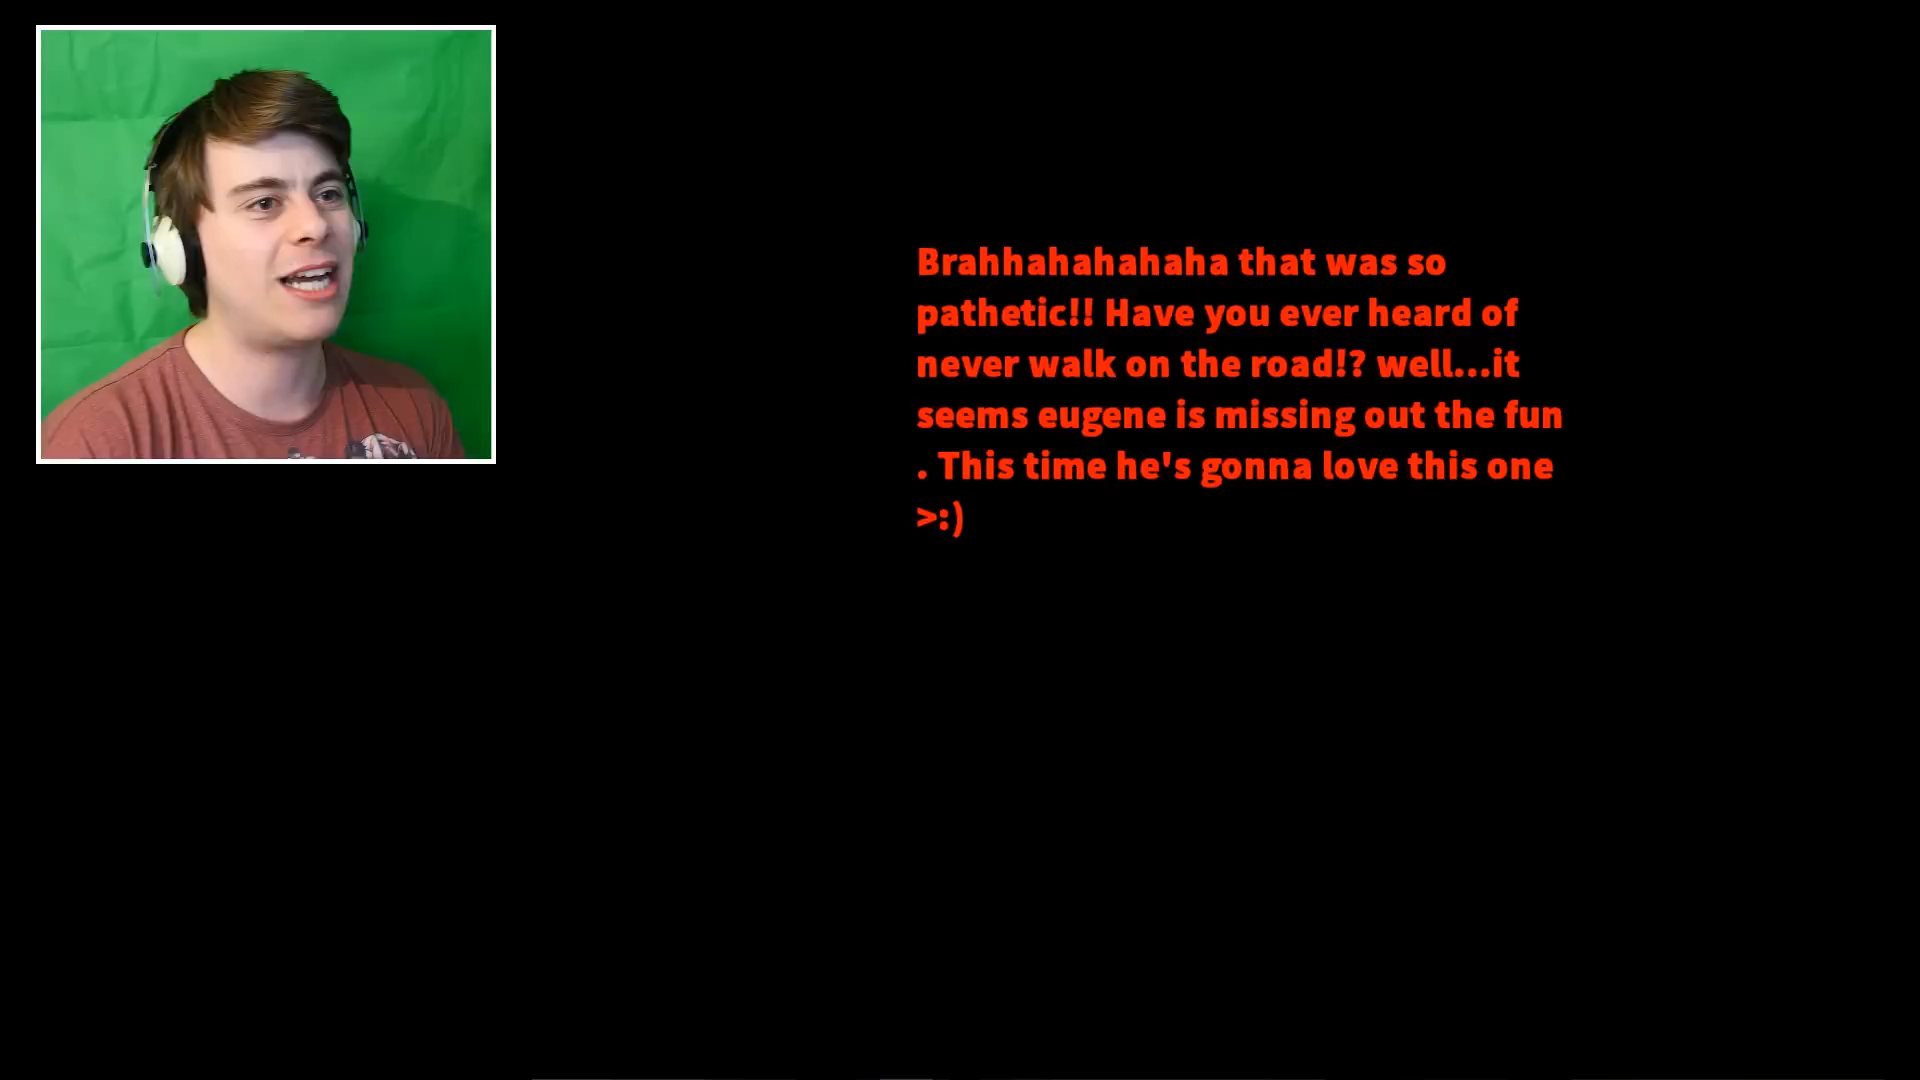 Brahhahahahaha that was so
pathetic!! Have you ever heard of
never walk on the road!? well...it
seems eugene is missing out the fun
. This time he's gonna love this one
>:)